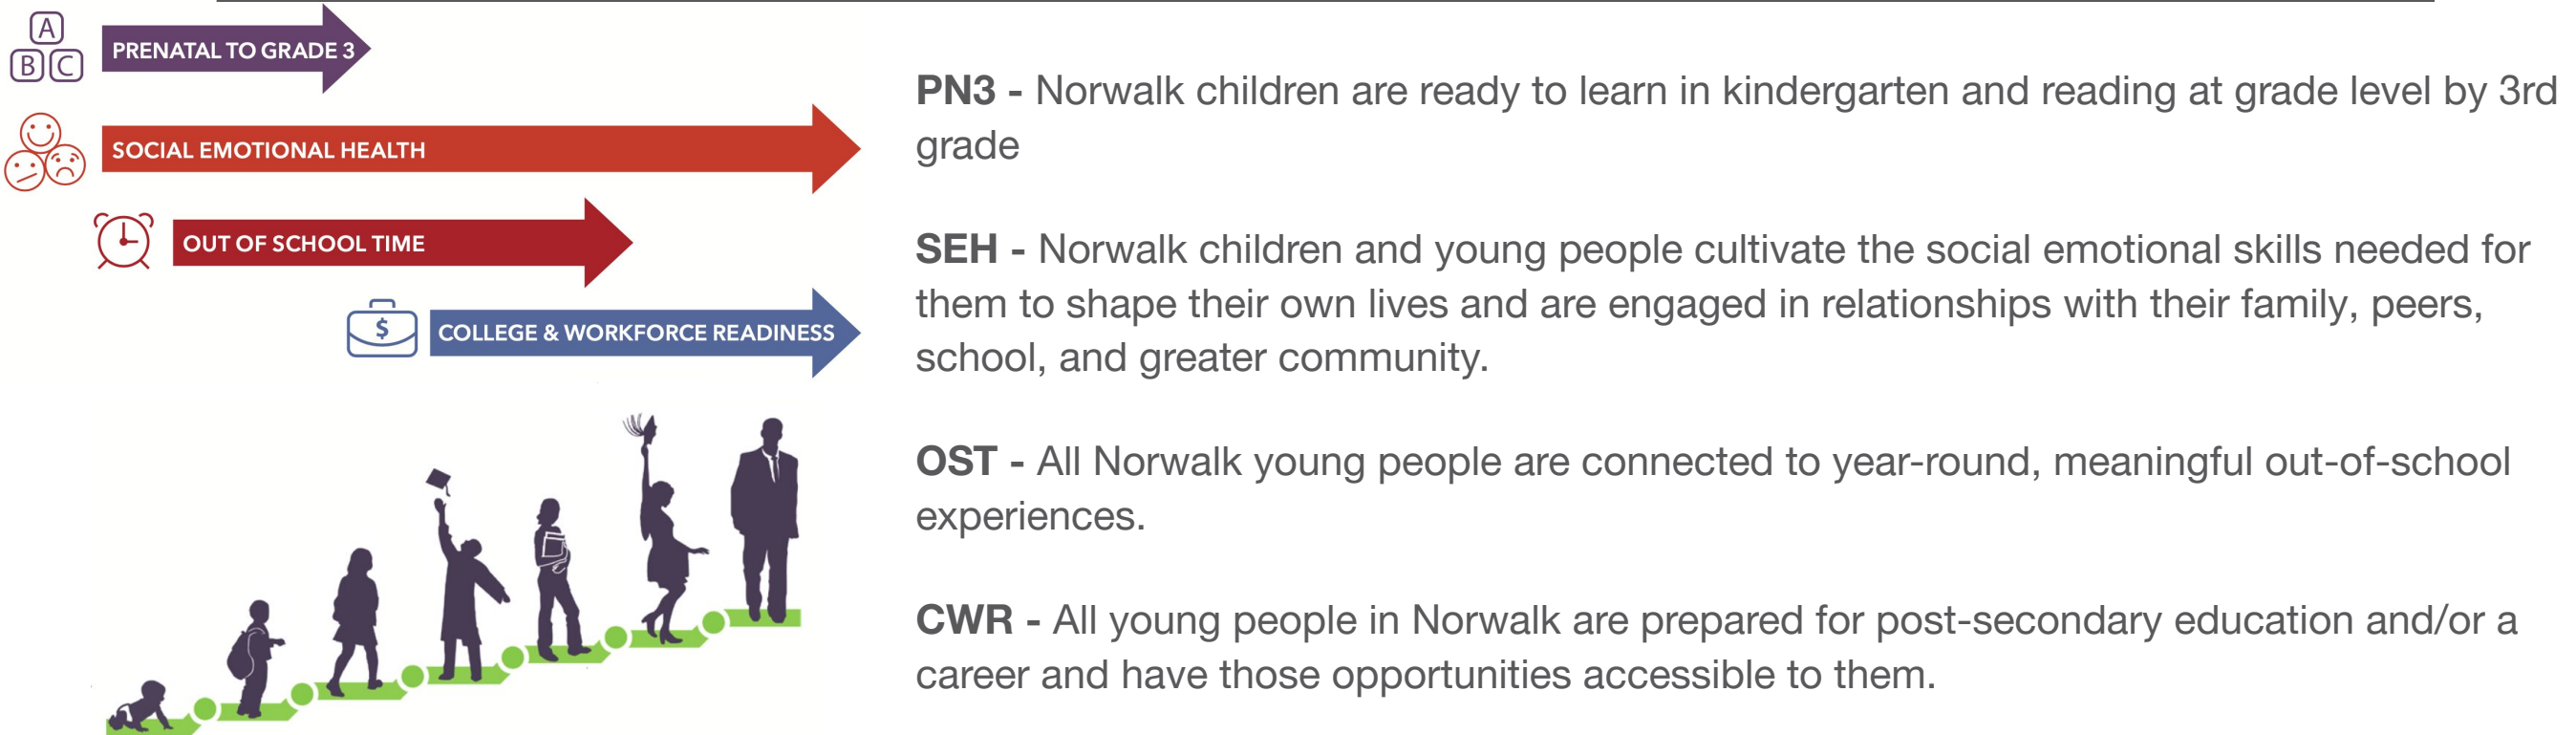 A
B C
PRENATAL TO GRADE 3
SOCIAL EMOTIONAL HEALTH
OUT OF SCHOOL TIME
$
COLLEGE & WORKFORCE READINESS
PN3 - Norwalk children are ready to learn in kindergarten and reading at grade level by 3rd
grade
SEH - Norwalk children and young people cultivate the social emotional skills needed for
them to shape their own lives and are engaged in relationships with their family, peers,
school, and greater community.
OST - All Norwalk young people are connected to year-round, meaningful out-of-school
experiences.
CWR - All young people in Norwalk are prepared for post-secondary education and/or a
career and have those opportunities accessible to them.